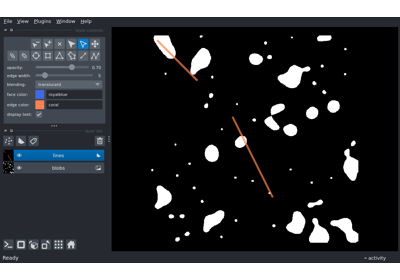 File View Plugins Window Help
opacity: 0.70
edge width: 5
blending: translucent
face color: royalblue
edge color: coral
display text: ✓
lines
blobs
Ready
activity